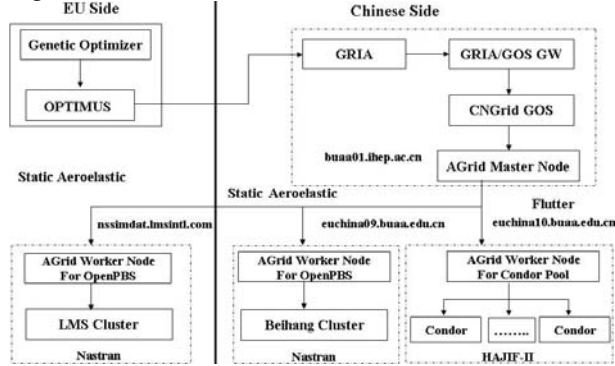 EU Side
Chinese Side
Genetic Optimizer
OPTIMUS
GRIA
GRIA/GOS GW
CNGrid GOS
buaa01.ihep.ac.cn
AGrid Master Node
Static Aeroelastic
Static Aeroelastic
Flutter
nssimdat.lmsintl.com
euchina09.buaa.edu.cn
euchina10.buaa.edu.cn
AGrid Worker Node
For OpenPBS
LMS Cluster
Nastran
AGrid Worker Node
For OpenPBS
Beihang Cluster
Nastran
AGrid Worker Node
For Condor Pool
Condor
........
Condor
HAJIF-II